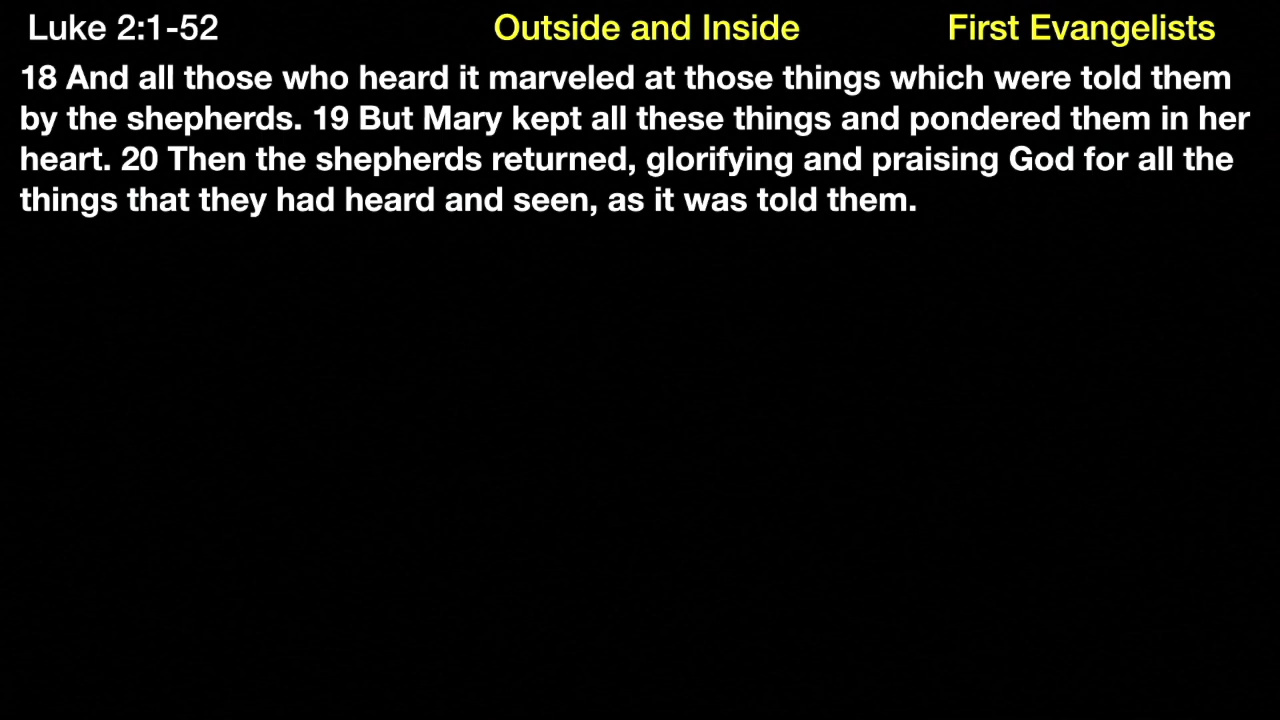 Luke 2:1-52 Outside and Inside First Evangelists
18 And all those who heard it marveled at those things which were told them
by the shepherds. 19 But Mary kept all these things and pondered them in her
heart. 20 Then the shepherds returned, glorifying and praising God for all the
things that they had heard and seen, as it was told them.